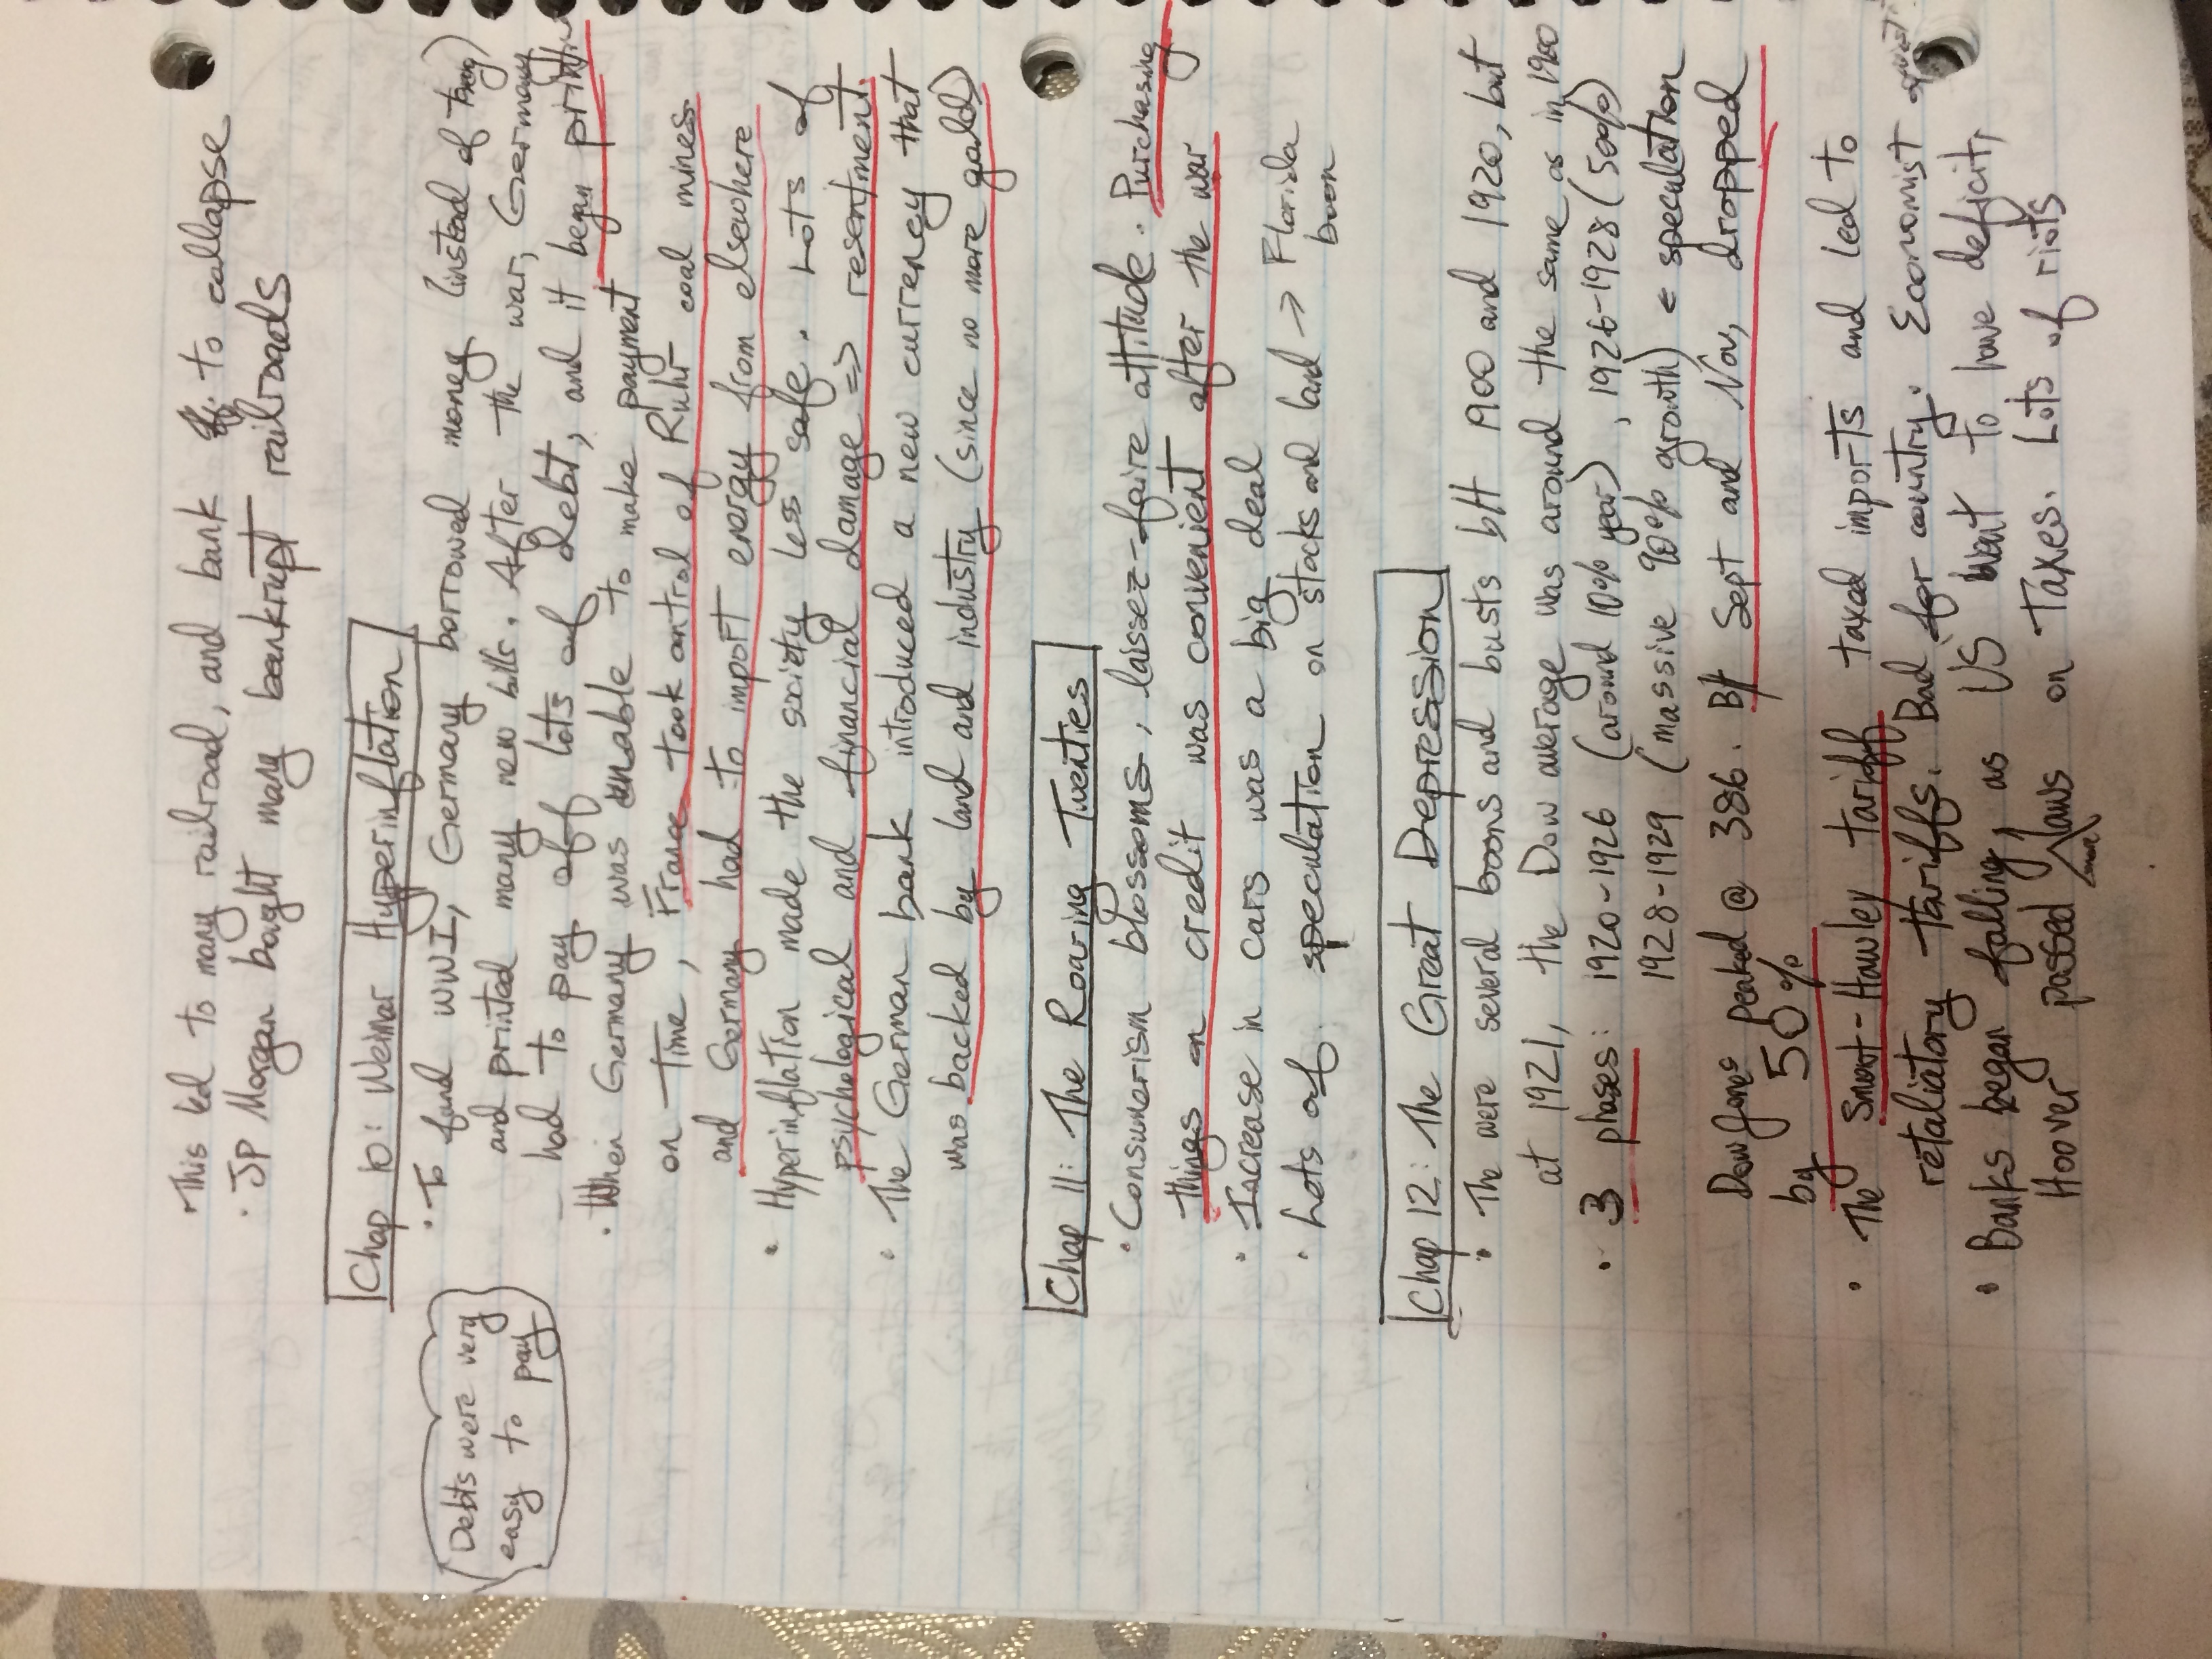 • This led to many railroad, and bank to collapse
• JP Morgan bought many bankrupt railroads
Chap 10: Weimar Hyperinflation
• To fund WWI, Germany borrowed money (instead of
and printed many new bills. After the war, Germany
had to pay off lots of debt, and it began
Debts were very
easy to pay
• When Germany was unable to make payment
on time, France took control of Ruhr coal mines
and Germany had to import energy from elsewhere
• Hyperinflation made the society less safe. Lots of
psychological and financial damage => resentment.
• The German bank introduced a new currency that
was backed by land and industry (since no more gold)
Chap 11: The Roaring Twenties
• Consumerism blossoms, laissez-faire attitude. Purchasing
things on credit was convenient after the war
• Increase in cars was a big deal
• Lots of speculation on stocks and land → Florida
boon
Chap 12: The Great Depression
• The were several boons and busts b/t 1900 and 1920, but
at 1921, the Dow average was around the same as in 1900
• 3 phases: 1920-1926 (around 10% year), 1926-1928 (50%)
1928-1929 (massive 90% growth) ← speculation
Dow Jones peaked @ 386. B/t Sept and Nov, dropped
by 50%
• The Smoot-Hawley tariff taxed imports and led to
retaliatory tariffs. Bad for country. Economist
• Banks began falling, as US want to have deficit,
Hoover passed more laws on taxes. Lots of riots